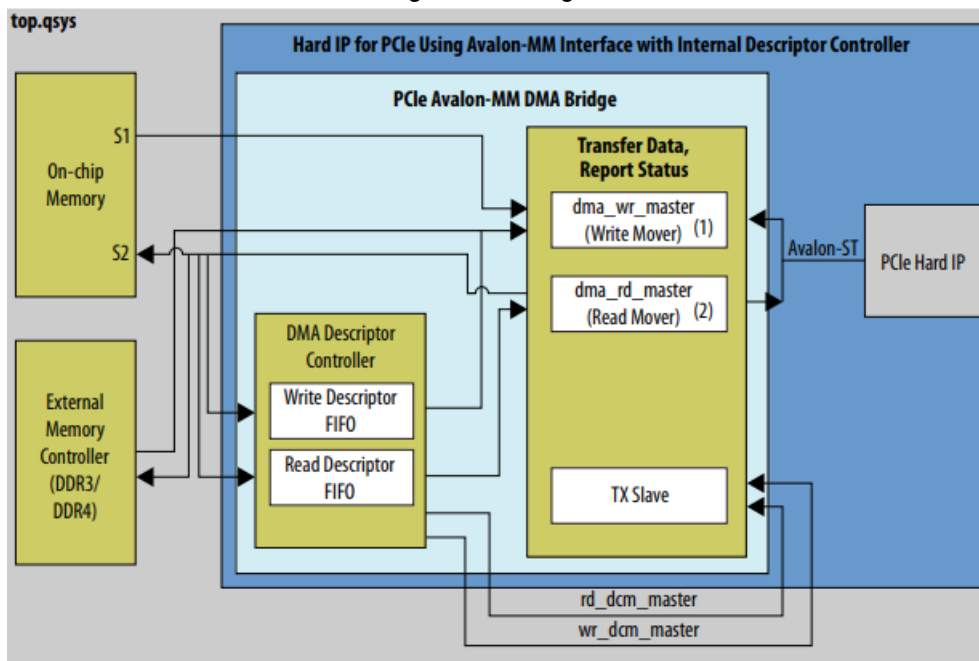 top.qsys
Hard IP for PCIe Using Avalon-MM Interface with Internal Descriptor Controller
PCIe Avalon-MM DMA Bridge
S1
On-chip
Memory
S2
External
Memory
Controller
(DDR3/
DDR4)
DMA Descriptor
Controller
Write Descriptor
FIFO
Read Descriptor
FIFO
Transfer Data,
Report Status
dma_wr_master
(Write Mover) (1)
dma_rd_master
(Read Mover) (2)
TX Slave
Avalon-ST
PCIe Hard IP
rd_dcm_master
wr_dcm_master